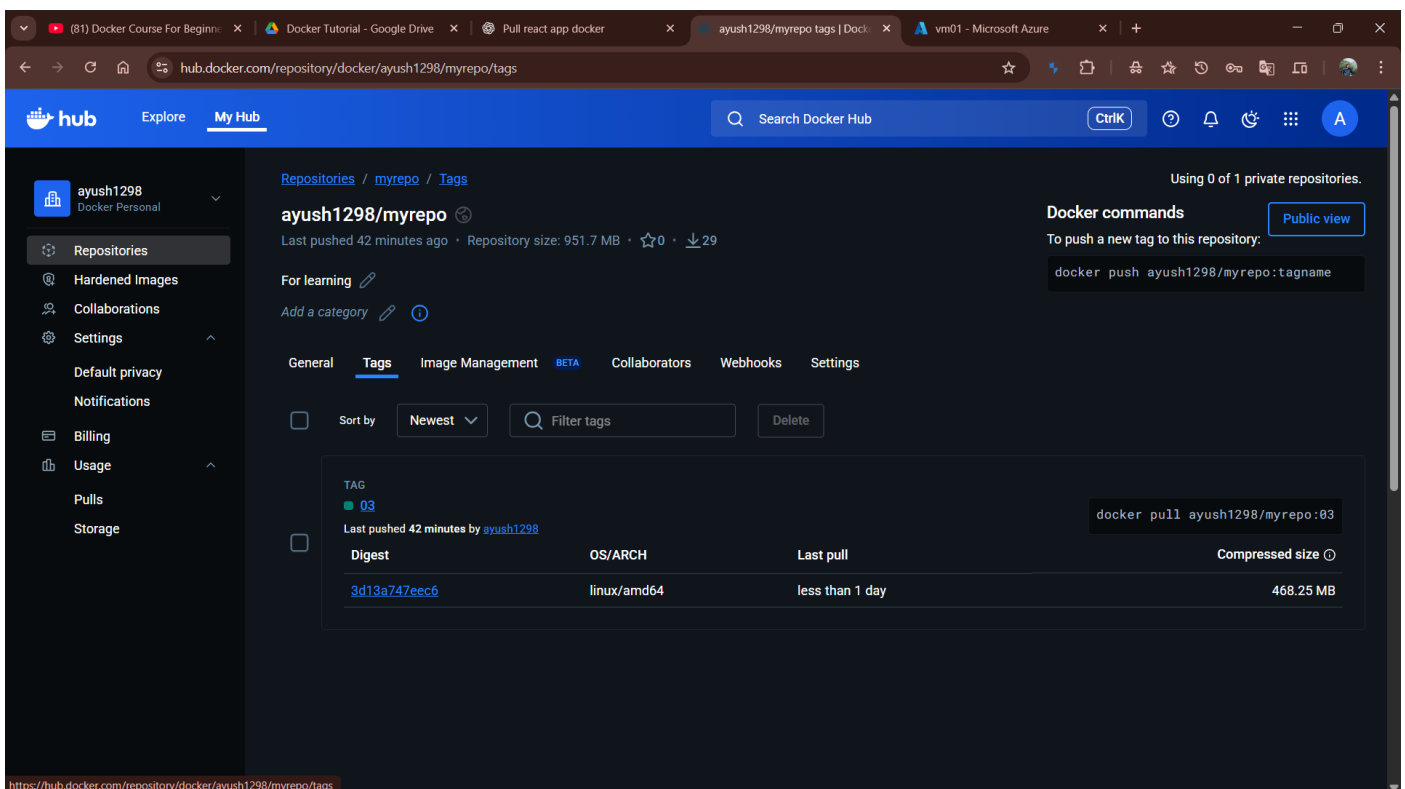 (81) Docker Course For Beginne
Docker Tutorial - Google Drive
Pull react app docker
ayush1298/myrepo tags | Docke
vm01 - Microsoft Azure
hub.docker.com/repository/docker/ayush1298/myrepo/tags
hub
Explore
My Hub
Search Docker Hub
CtrlK
A
ayush1298
Docker Personal
Repositories
Hardened Images
Collaborations
Settings
Default privacy
Notifications
Billing
Usage
Pulls
Storage
Repositories / myrepo / Tags
Using 0 of 1 private repositories.
ayush1298/myrepo
Last pushed 42 minutes ago · Repository size: 951.7 MB · 0 · 29
For learning
Add a category
Docker commands
Public view
To push a new tag to this repository:
docker push ayush1298/myrepo:tagname
General Tags Image Management BETA Collaborators Webhooks Settings
Sort by Newest Filter tags Delete
TAG
03
Last pushed 42 minutes by ayush1298
docker pull ayush1298/myrepo:03
Digest OS/ARCH Last pull Compressed size
3d13a747eec6 linux/amd64 less than 1 day 468.25 MB
https://hub.docker.com/repository/docker/ayush1298/myrepo/tags